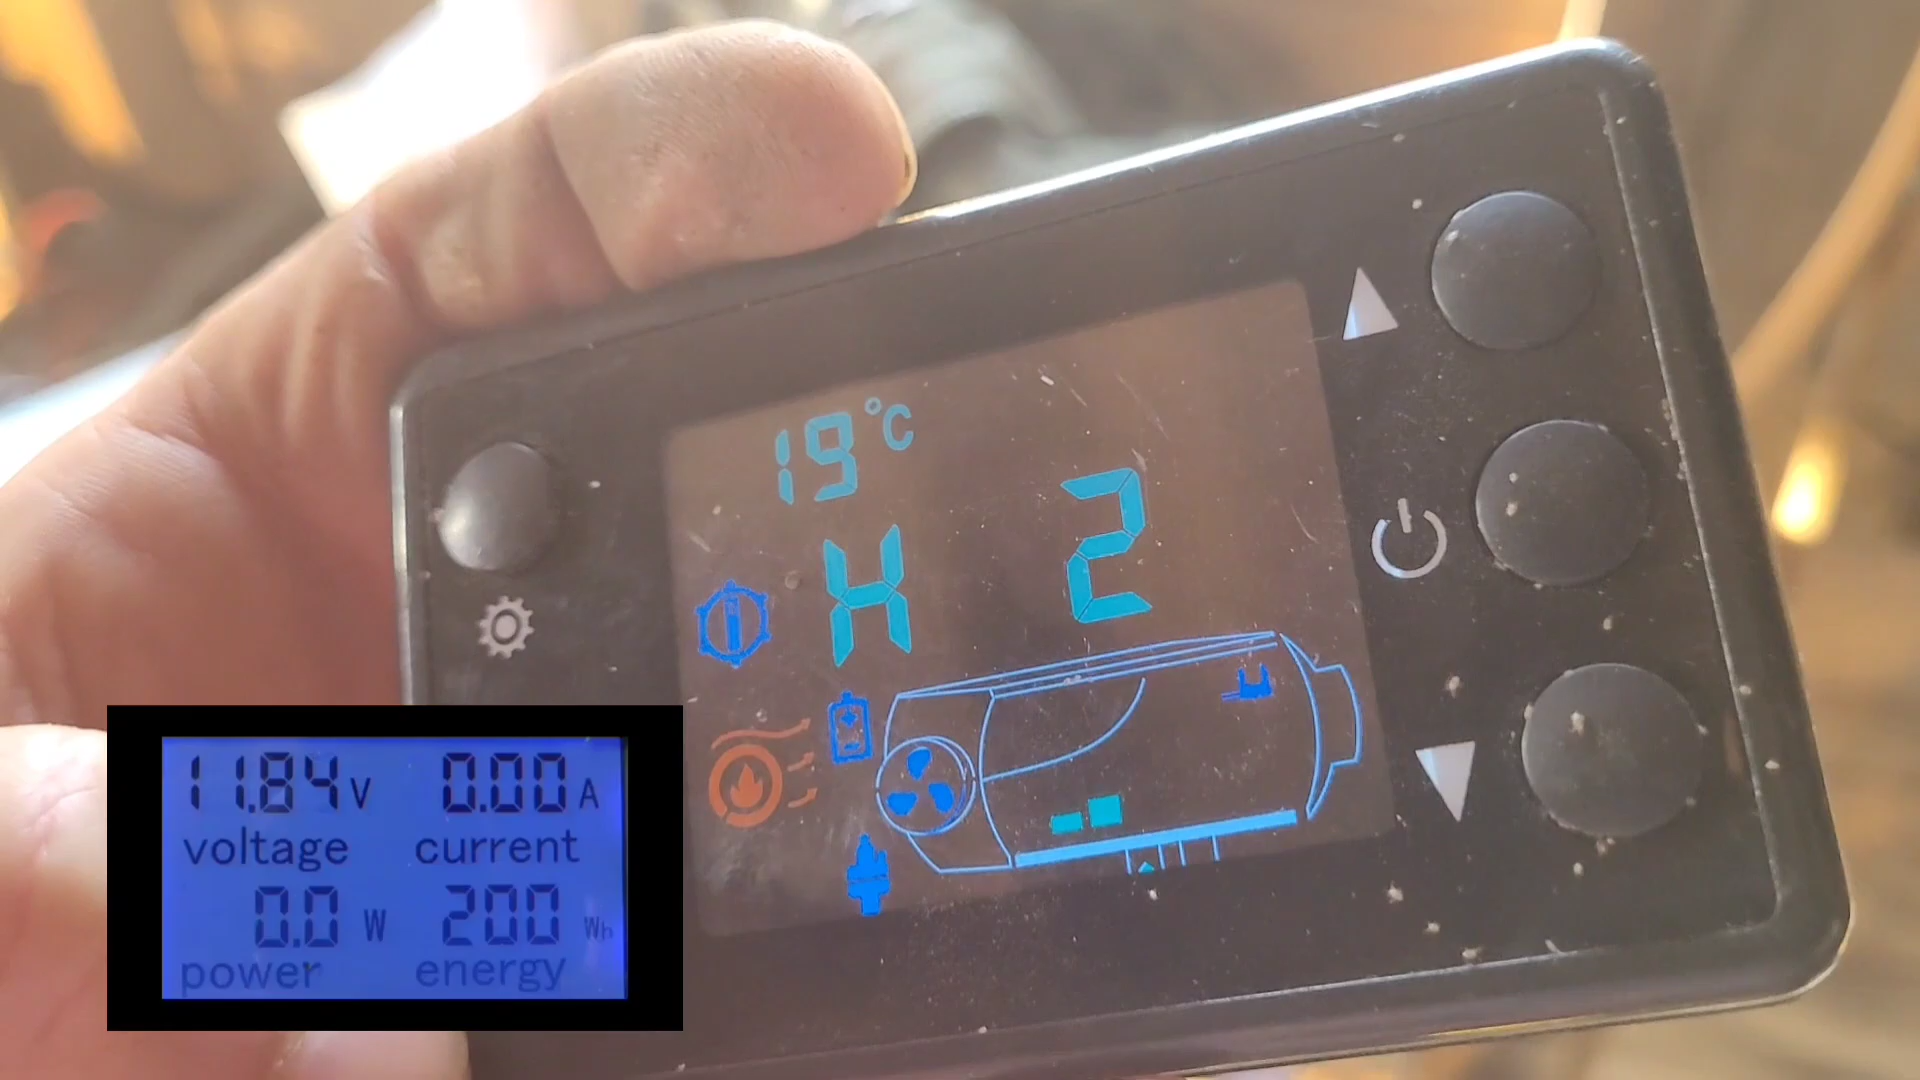 19°C
H 2
11.84V 0.00A
voltage current
0.0 W 200 Wh
power energy